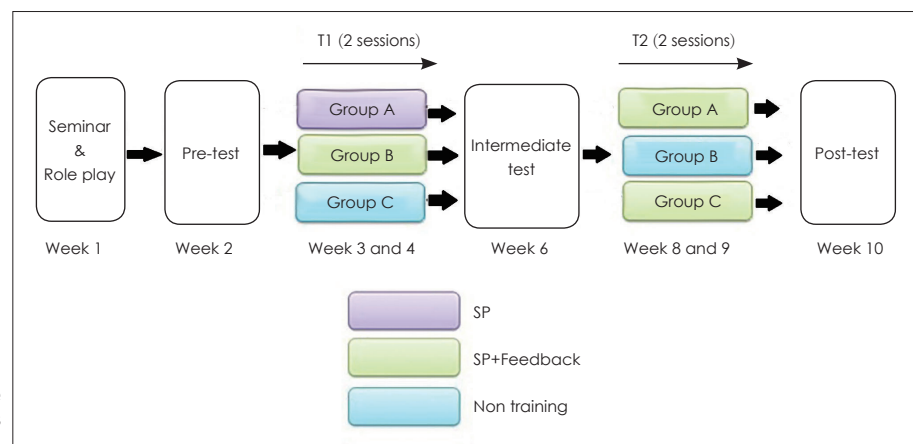 T1 (2 sessions)
T2 (2 sessions)
Seminar
&
Role play
Pre-test
Group A
Group B
Group C
Intermediate
test
Group A
Group B
Group C
Post-test
Week 1
Week 2
Week 3 and 4
Week 6
Week 8 and 9
Week 10
SP
SP+Feedback
Non training